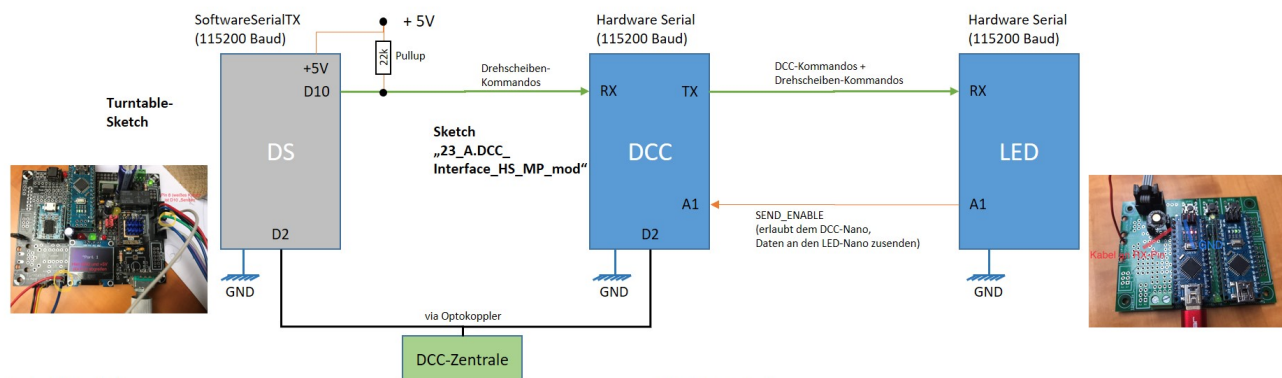 SoftwareSerialTX
(115200 Baud)
+ 5V
22k
Pullup
+5V
D10
Turntable-
Sketch
DS
D2
GND
Drehscheiben-
Kommandos
Sketch
„23_A.DCC_
Interface_HS_MP_mod“
Hardware Serial
(115200 Baud)
RX
TX
DCC
A1
D2
GND
DCC-Kommandos +
Drehscheiben-Kommandos
SEND_ENABLE
(erlaubt dem DCC-Nano,
Daten an den LED-Nano zusenden)
Hardware Serial
(115200 Baud)
RX
LED
A1
GND
via Optokoppler
DCC-Zentrale
GND